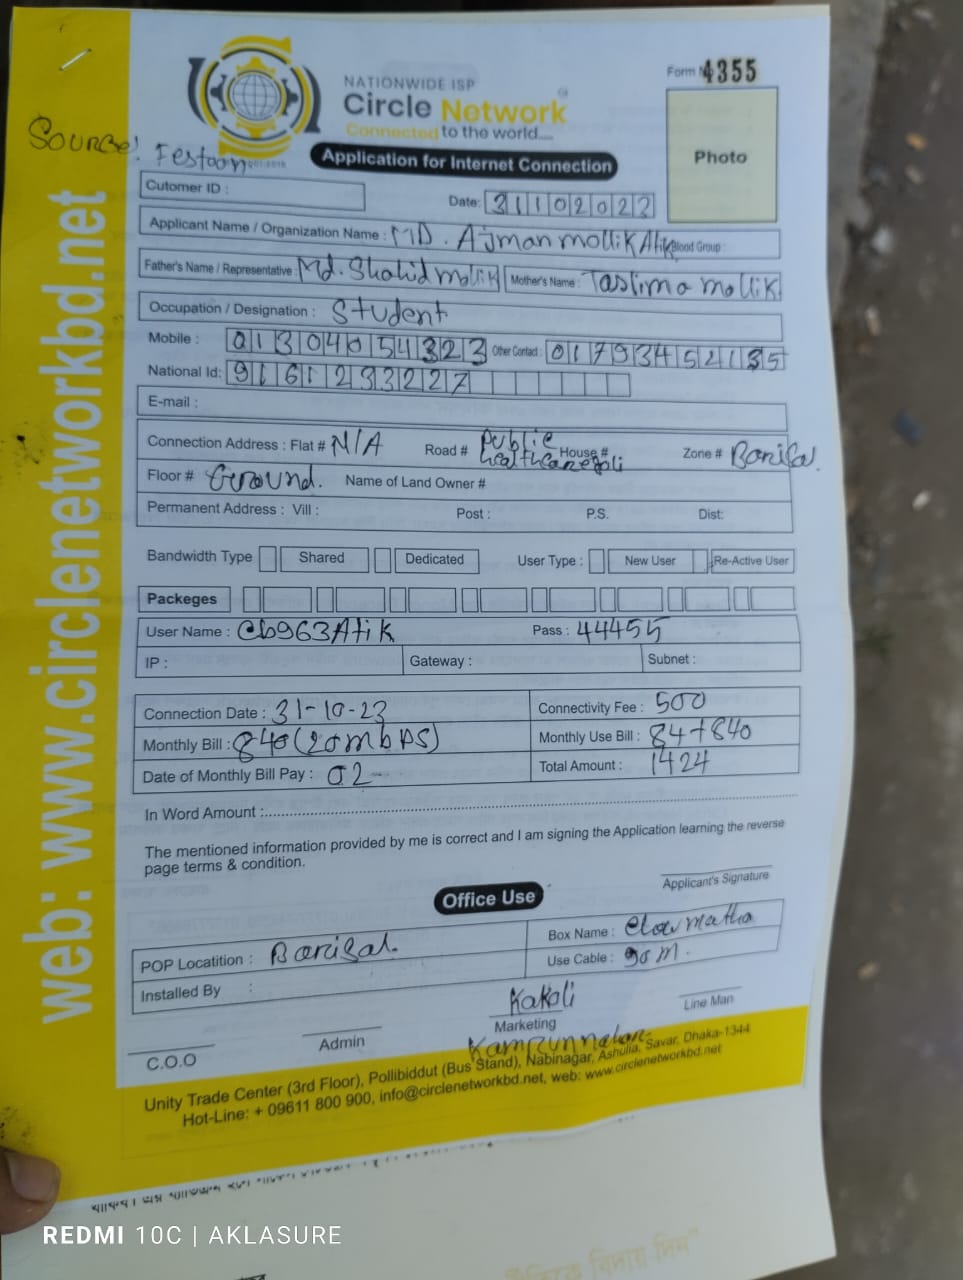 Form No 4355
NATIONWIDE ISP
Circle Network
Connected to the world....
Source: Festoon
Application for Internet Connection
Photo
Cutomer ID :
Date: 31102023
Applicant Name / Organization Name : MD. Ajman mollik Atik Blood Group :
Father's Name / Representative : Md. Shahid mollik Mother's Name : Taslima mollik
Occupation / Designation : Student
Mobile : 01304054323 Other Contact : 01793452135
National Id: 9161233227
E-mail :
Connection Address : Flat # N/A Road # Public healthcare goli House # Zone # Barisal.
Floor # Ground. Name of Land Owner #
Permanent Address : Vill : Post : P.S. Dist:
Bandwidth Type Shared Dedicated User Type : New User Re-Active User
Packeges
User Name : cb963Atik Pass : 44455
IP : Gateway : Subnet :
Connection Date : 31-10-23 Connectivity Fee : 500
Monthly Bill : 840 (20mbps) Monthly Use Bill : 84+840
Date of Monthly Bill Pay : 02 Total Amount : 1424
In Word Amount :
The mentioned information provided by me is correct and I am signing the Application learning the reverse
page terms & condition.
Applicant's Signature
Office Use
POP Locatition : Barisal. Box Name : Chowmatha
Installed By : Use Cable : 90 M.
Kakoli
C.O.O Admin Marketing Line Man
Kamrunnahar
Unity Trade Center (3rd Floor), Pollibiddut (Bus Stand), Nabinagar, Ashulia, Savar, Dhaka-1344
Hot-Line: + 09611 800 900, info@circlenetworkbd.net, web: www.circlenetworkbd.net
web: www.circlenetworkbd.net
REDMI 10C | AKLASURE